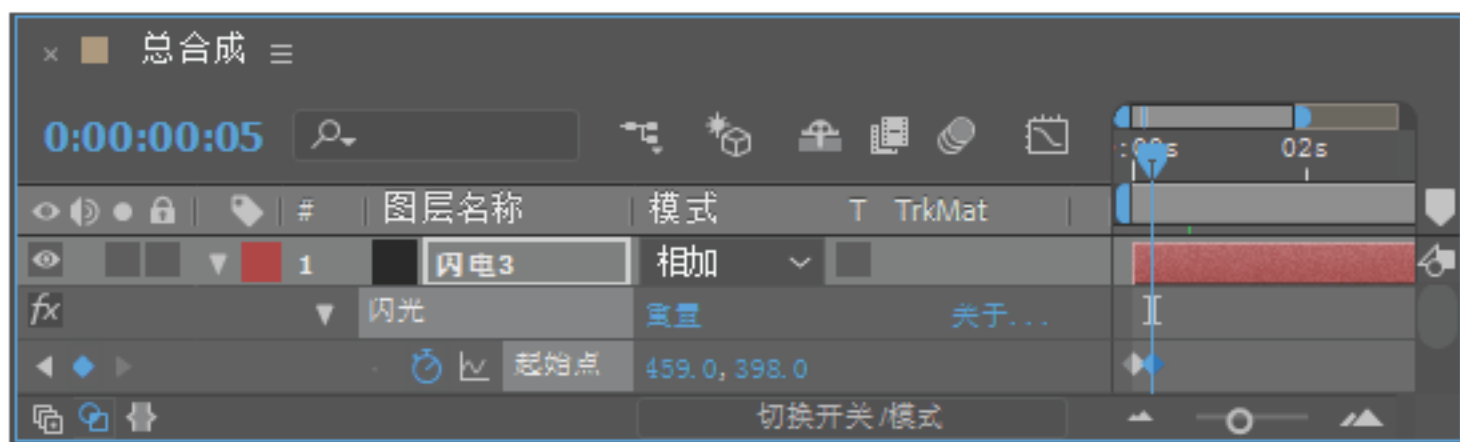 × 总合成
0:00:00:05
:00s 02s
# 图层名称 模式 T TrkMat
1 闪电3 相加
fx 闪光 重置 关于...
起始点 459.0, 398.0
切换开关/模式